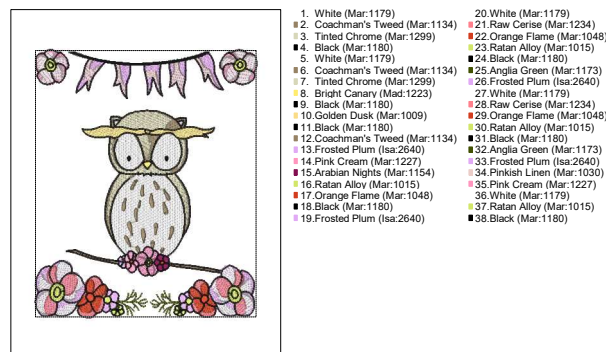 1. White (Mar:1179)
2. Coachman's Tweed (Mar:1134)
3. Tinted Chrome (Mar:1299)
4. Black (Mar:1180)
5. White (Mar:1179)
6. Coachman's Tweed (Mar:1134)
7. Tinted Chrome (Mar:1299)
8. Bright Canary (Mad:1223)
9. Black (Mar:1180)
10.Golden Dusk (Mar:1009)
11.Black (Mar:1180)
12.Coachman's Tweed (Mar:1134)
13.Frosted Plum (Isa:2640)
14.Pink Cream (Mar:1227)
15.Arabian Nights (Mar:1154)
16.Ratan Alloy (Mar:1015)
17.Orange Flame (Mar:1048)
18.Black (Mar:1180)
19.Frosted Plum (Isa:2640)
20.White (Mar:1179)
21.Raw Cerise (Mar:1234)
22.Orange Flame (Mar:1048)
23.Ratan Alloy (Mar:1015)
24.Black (Mar:1180)
25.Anglia Green (Mar:1173)
26.Frosted Plum (Isa:2640)
27.White (Mar:1179)
28.Raw Cerise (Mar:1234)
29.Orange Flame (Mar:1048)
30.Ratan Alloy (Mar:1015)
31.Black (Mar:1180)
32.Anglia Green (Mar:1173)
33.Frosted Plum (Isa:2640)
34.Pinkish Linen (Mar:1030)
35.Pink Cream (Mar:1227)
36.White (Mar:1179)
37.Ratan Alloy (Mar:1015)
38.Black (Mar:1180)